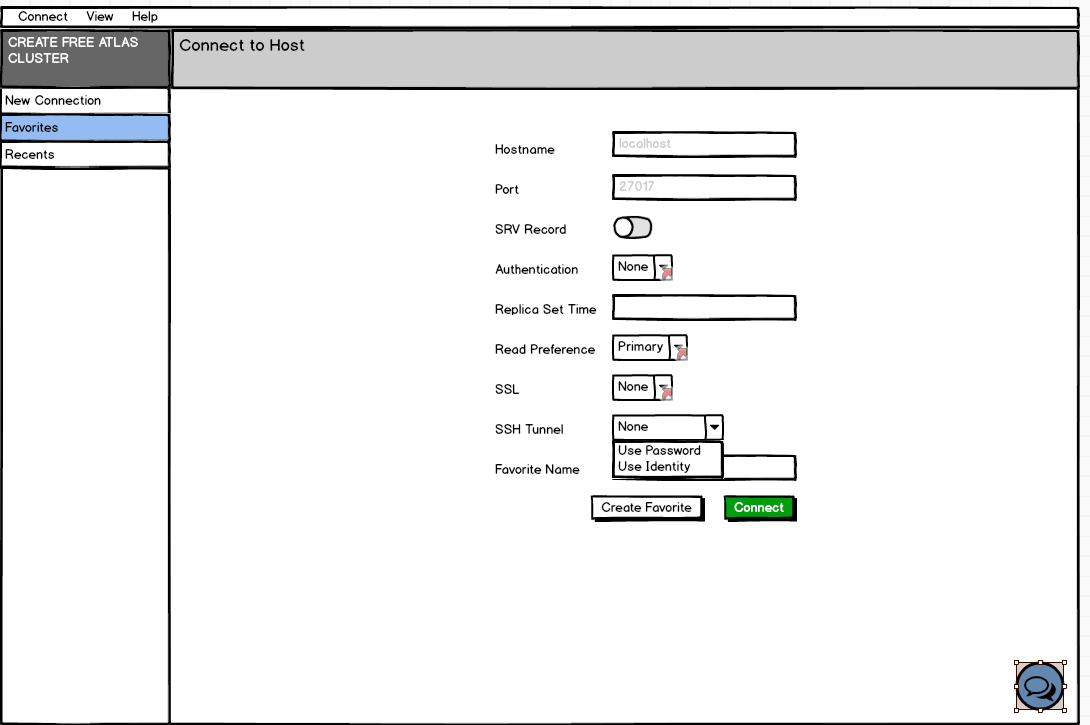 Connect View Help
CREATE FREE ATLAS
CLUSTER
Connect to Host
New Connection
Favorites
Recents
Hostname localhost
Port 27017
SRV Record
Authentication None
Replica Set Time
Read Preference Primary
SSL None
SSH Tunnel None
Use Password
Use Identity
Favorite Name
Create Favorite Connect